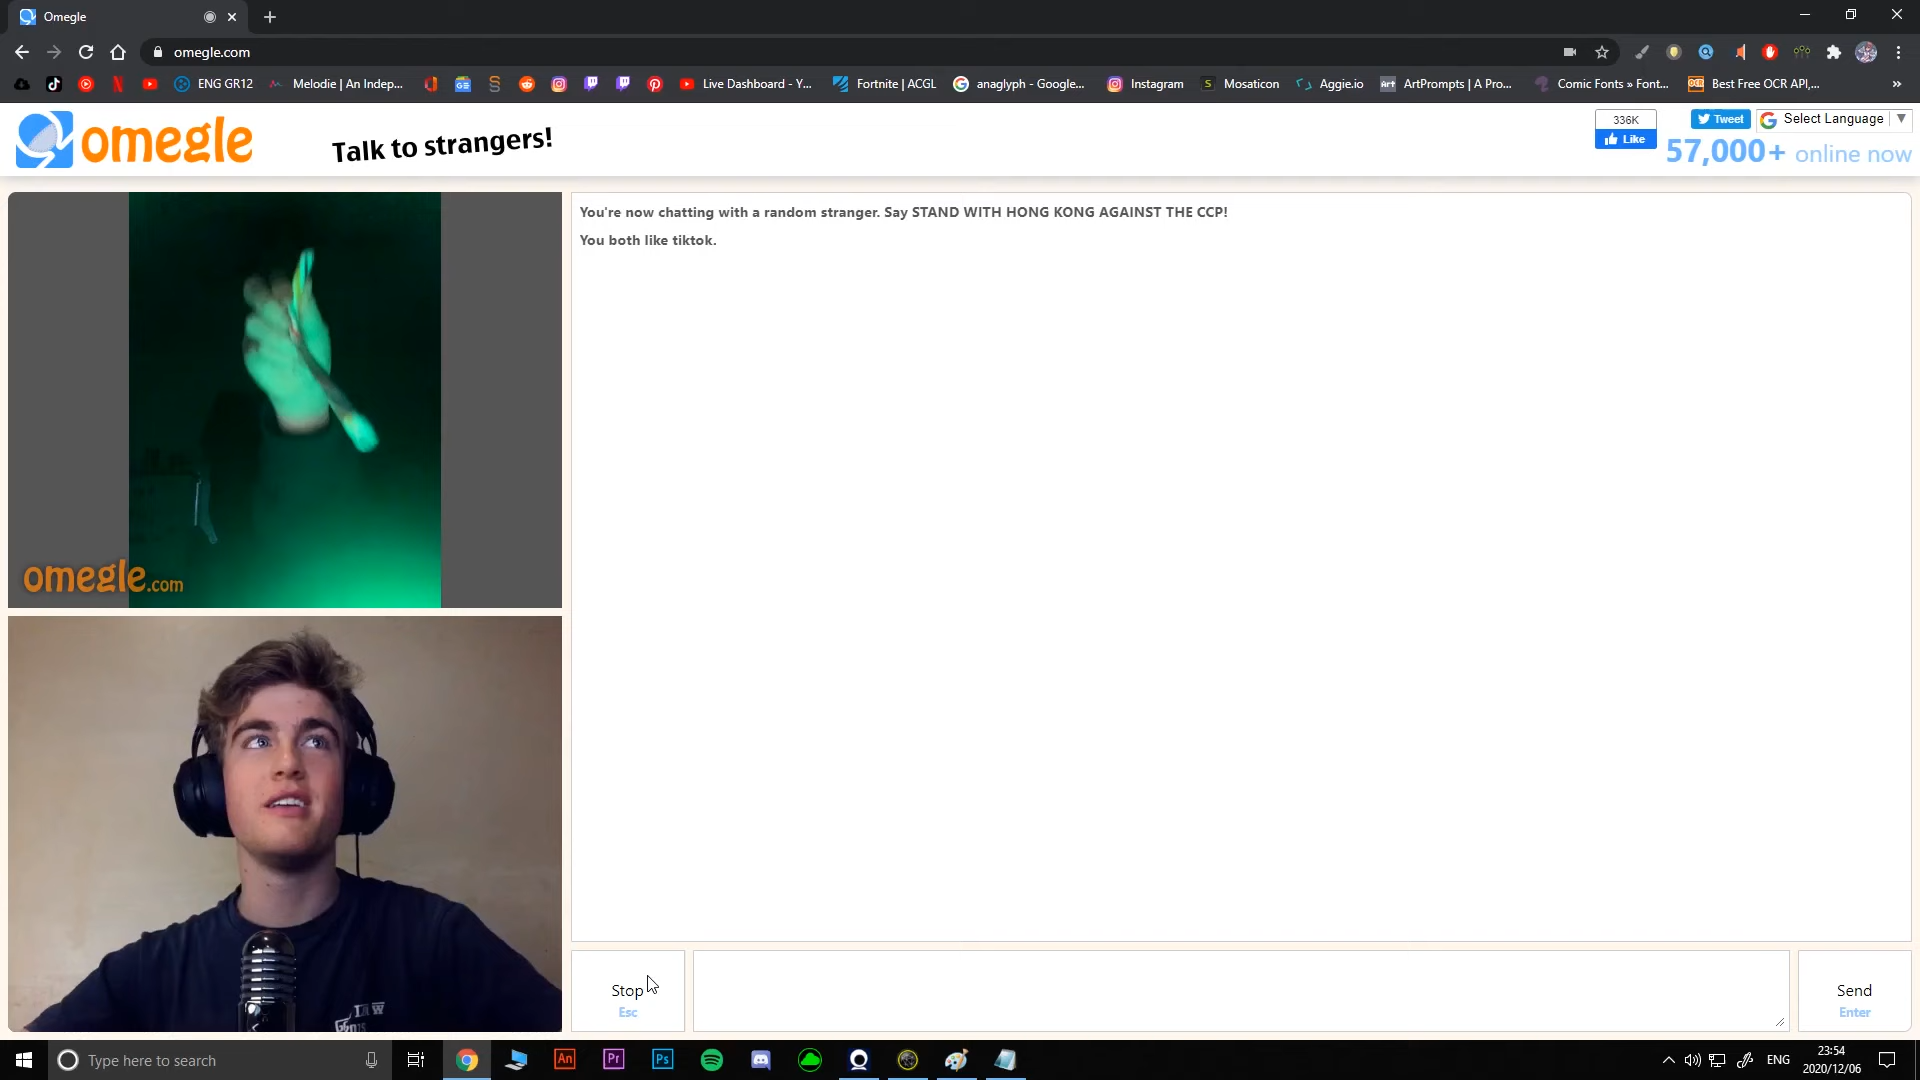 Omegle
omegle.com
ENG GR12
Melodie | An Indep...
Live Dashboard - Y...
Fortnite | ACGL
anaglyph - Google...
Instagram
Mosaticon
Aggie.io
ArtPrompts | A Pro...
Comic Fonts » Font...
Best Free OCR API,...
»
omegle
Talk to strangers!
336K
Like
Tweet
Select Language
57,000+ online now
You're now chatting with a random stranger. Say STAND WITH HONG KONG AGAINST THE CCP!
You both like tiktok.
omegle.com
Stop
Esc
Send
Enter
Type here to search
An
Pr
Ps
ENG
23:54
2020/12/06